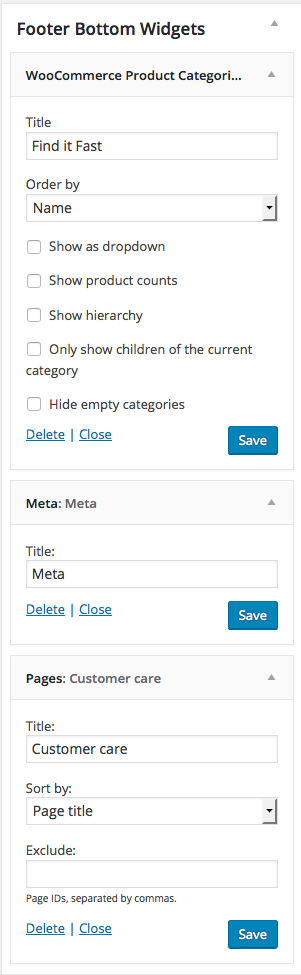 Footer Bottom Widgets
WooCommerce Product Categori...
Title
Find it Fast
Order by
Name
Show as dropdown
Show product counts
Show hierarchy
Only show children of the current
category
Hide empty categories
Delete | Close
Save
Meta: Meta
Title:
Meta
Delete | Close
Save
Pages: Customer care
Title:
Customer care
Sort by:
Page title
Exclude:
Page IDs, separated by commas.
Delete | Close
Save